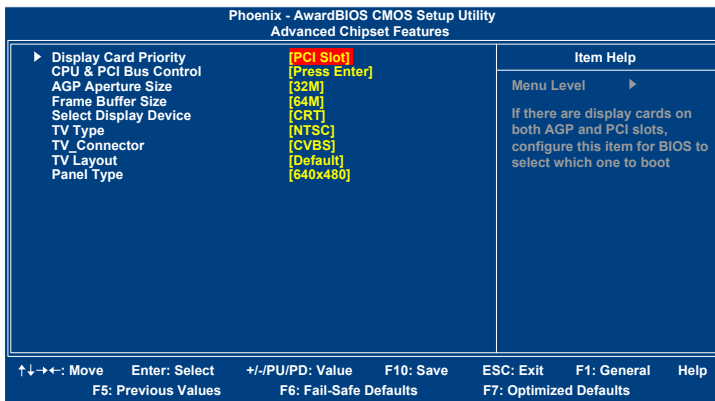 Phoenix - AwardBIOS CMOS Setup Utility
Advanced Chipset Features
Display Card Priority [PCI Slot]
CPU & PCI Bus Control [Press Enter]
AGP Aperture Size [32M]
Frame Buffer Size [64M]
Select Display Device [CRT]
TV Type [NTSC]
TV_Connector [CVBS]
TV Layout [Default]
Panel Type [640x480]
Item Help
Menu Level
If there are display cards on
both AGP and PCI slots,
configure this item for BIOS to
select which one to boot
↑↓→←: Move Enter: Select +/-/PU/PD: Value F10: Save ESC: Exit F1: General Help
F5: Previous Values F6: Fail-Safe Defaults F7: Optimized Defaults